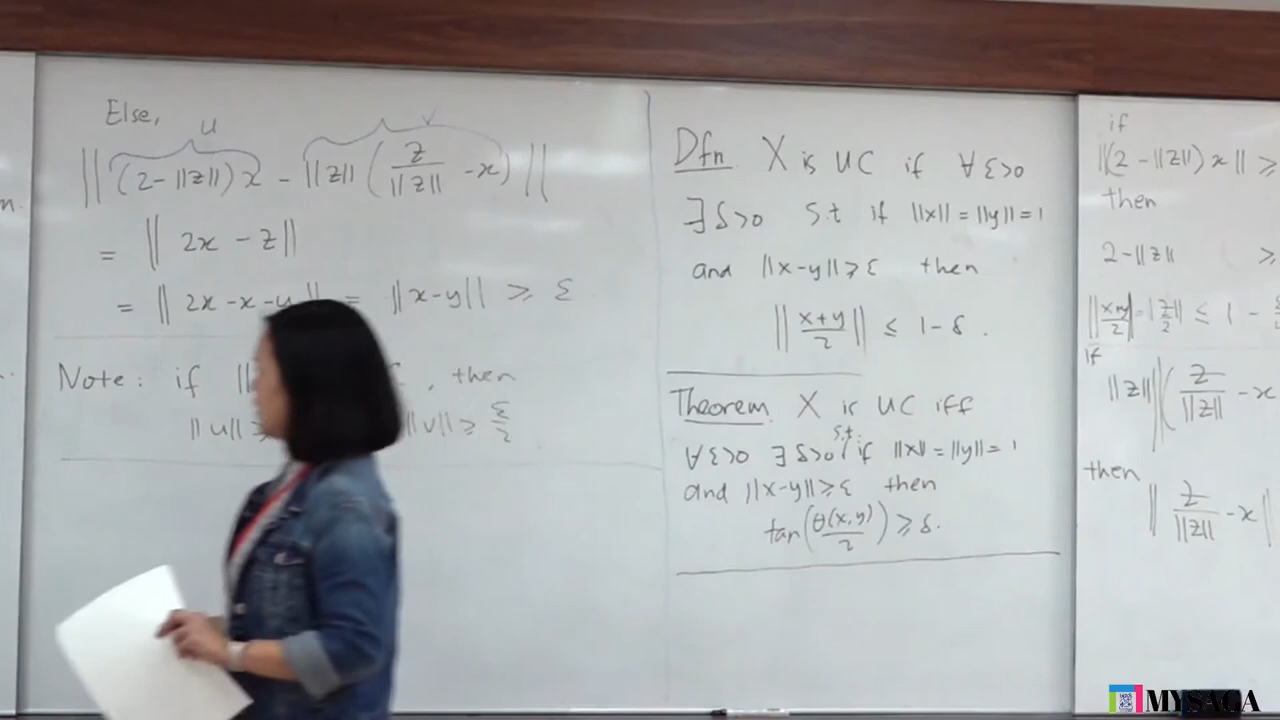 n.
Else,
u v
||(2-||z||)x - ||z||(z/||z|| - x)||
= || 2x - z||
= || 2x - x - y|| = ||x-y|| ≥ ε
Note: if || , then
||u|| ≥ ||v|| ≥ ε/2
Dfn. X is UC if ∀ε>0
∃δ>0 s.t if ||x|| = ||y|| = 1
and ||x-y|| ≥ ε then
||x+y/2|| ≤ 1-δ.
Theorem. X is UC iff
∀ε>0 ∃δ>0 s.t. if ||x|| = ||y|| = 1
and ||x-y|| ≥ ε then
tan(θ(x,y)/2) ≥ δ.
if
||(2-||z||)x|| ≥
then
2-||z|| ≥
||x+y/2|| = ||z||/2 ≤ 1 -
if
||z|| ||(z/||z|| - x
then
|| z/||z|| - x||
MYSAGA